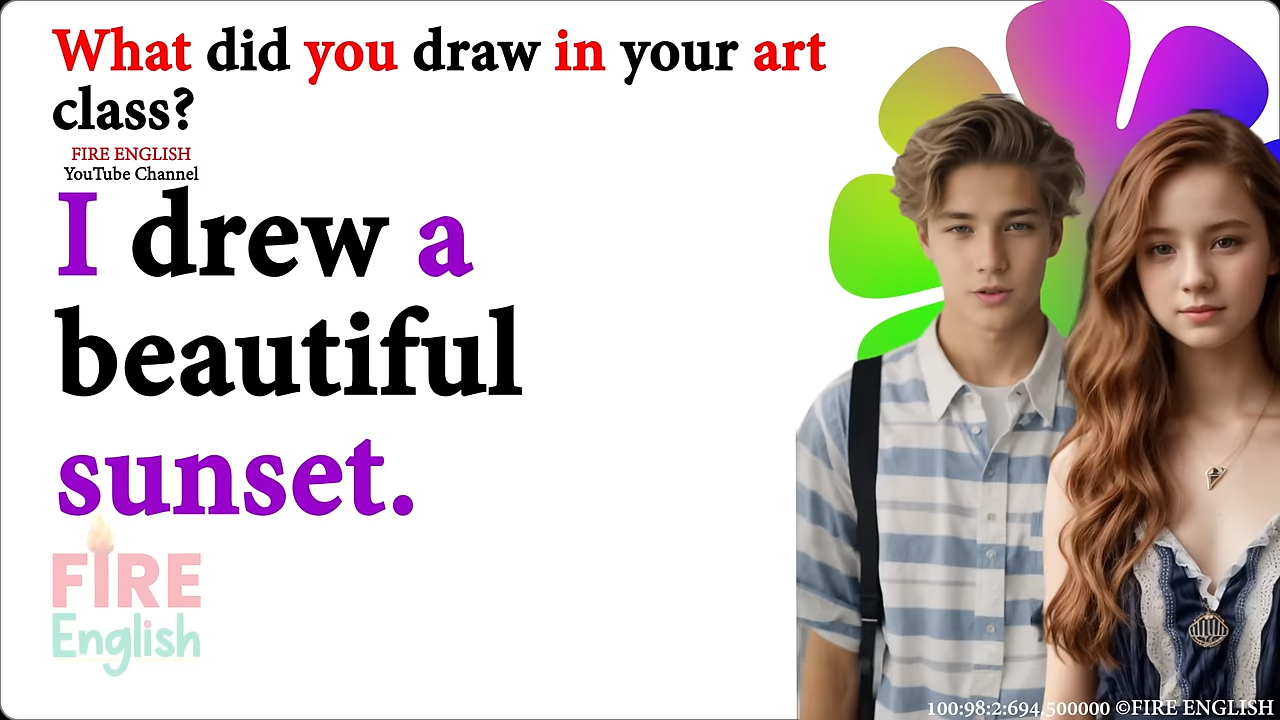 What did you draw in your art
class?
FIRE ENGLISH
YouTube Channel
I drew a
beautiful
sunset.
FIRE
English
100:98:2:694.500000 ©FIRE ENGLISH